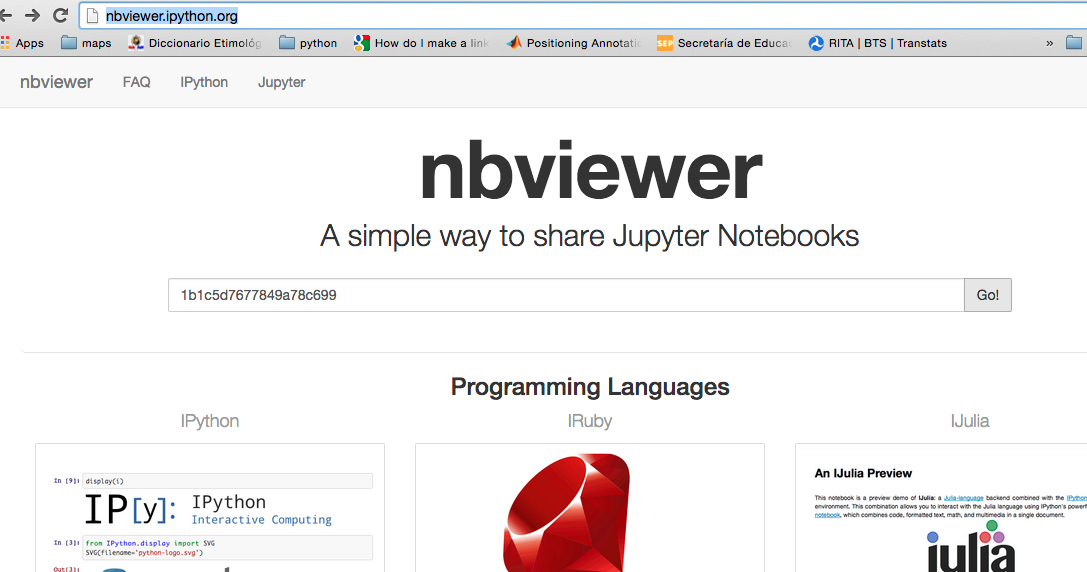 nbviewer.ipython.org
Apps maps Diccionario Etimológ python How do I make a link Positioning Annotatic Secretaría de Educac RITA | BTS | Transtats »
nbviewer FAQ IPython Jupyter
nbviewer
A simple way to share Jupyter Notebooks
1b1c5d7677849a78c699 Go!
Programming Languages
IPython IRuby IJulia
In [9]: display(i)
IP[y]: IPython
Interactive Computing
In [3]: from IPython.display import SVG
SVG(filename='python-logo.svg')
Out[3]:
An IJulia Preview
This notebook is a preview demo of IJulia: a Julia-language backend combined with the IPython
environment. This combination allows you to interact with the Julia language using IPython's powerf
notebook, which combines code, formatted text, math, and multimedia in a single document.
julia